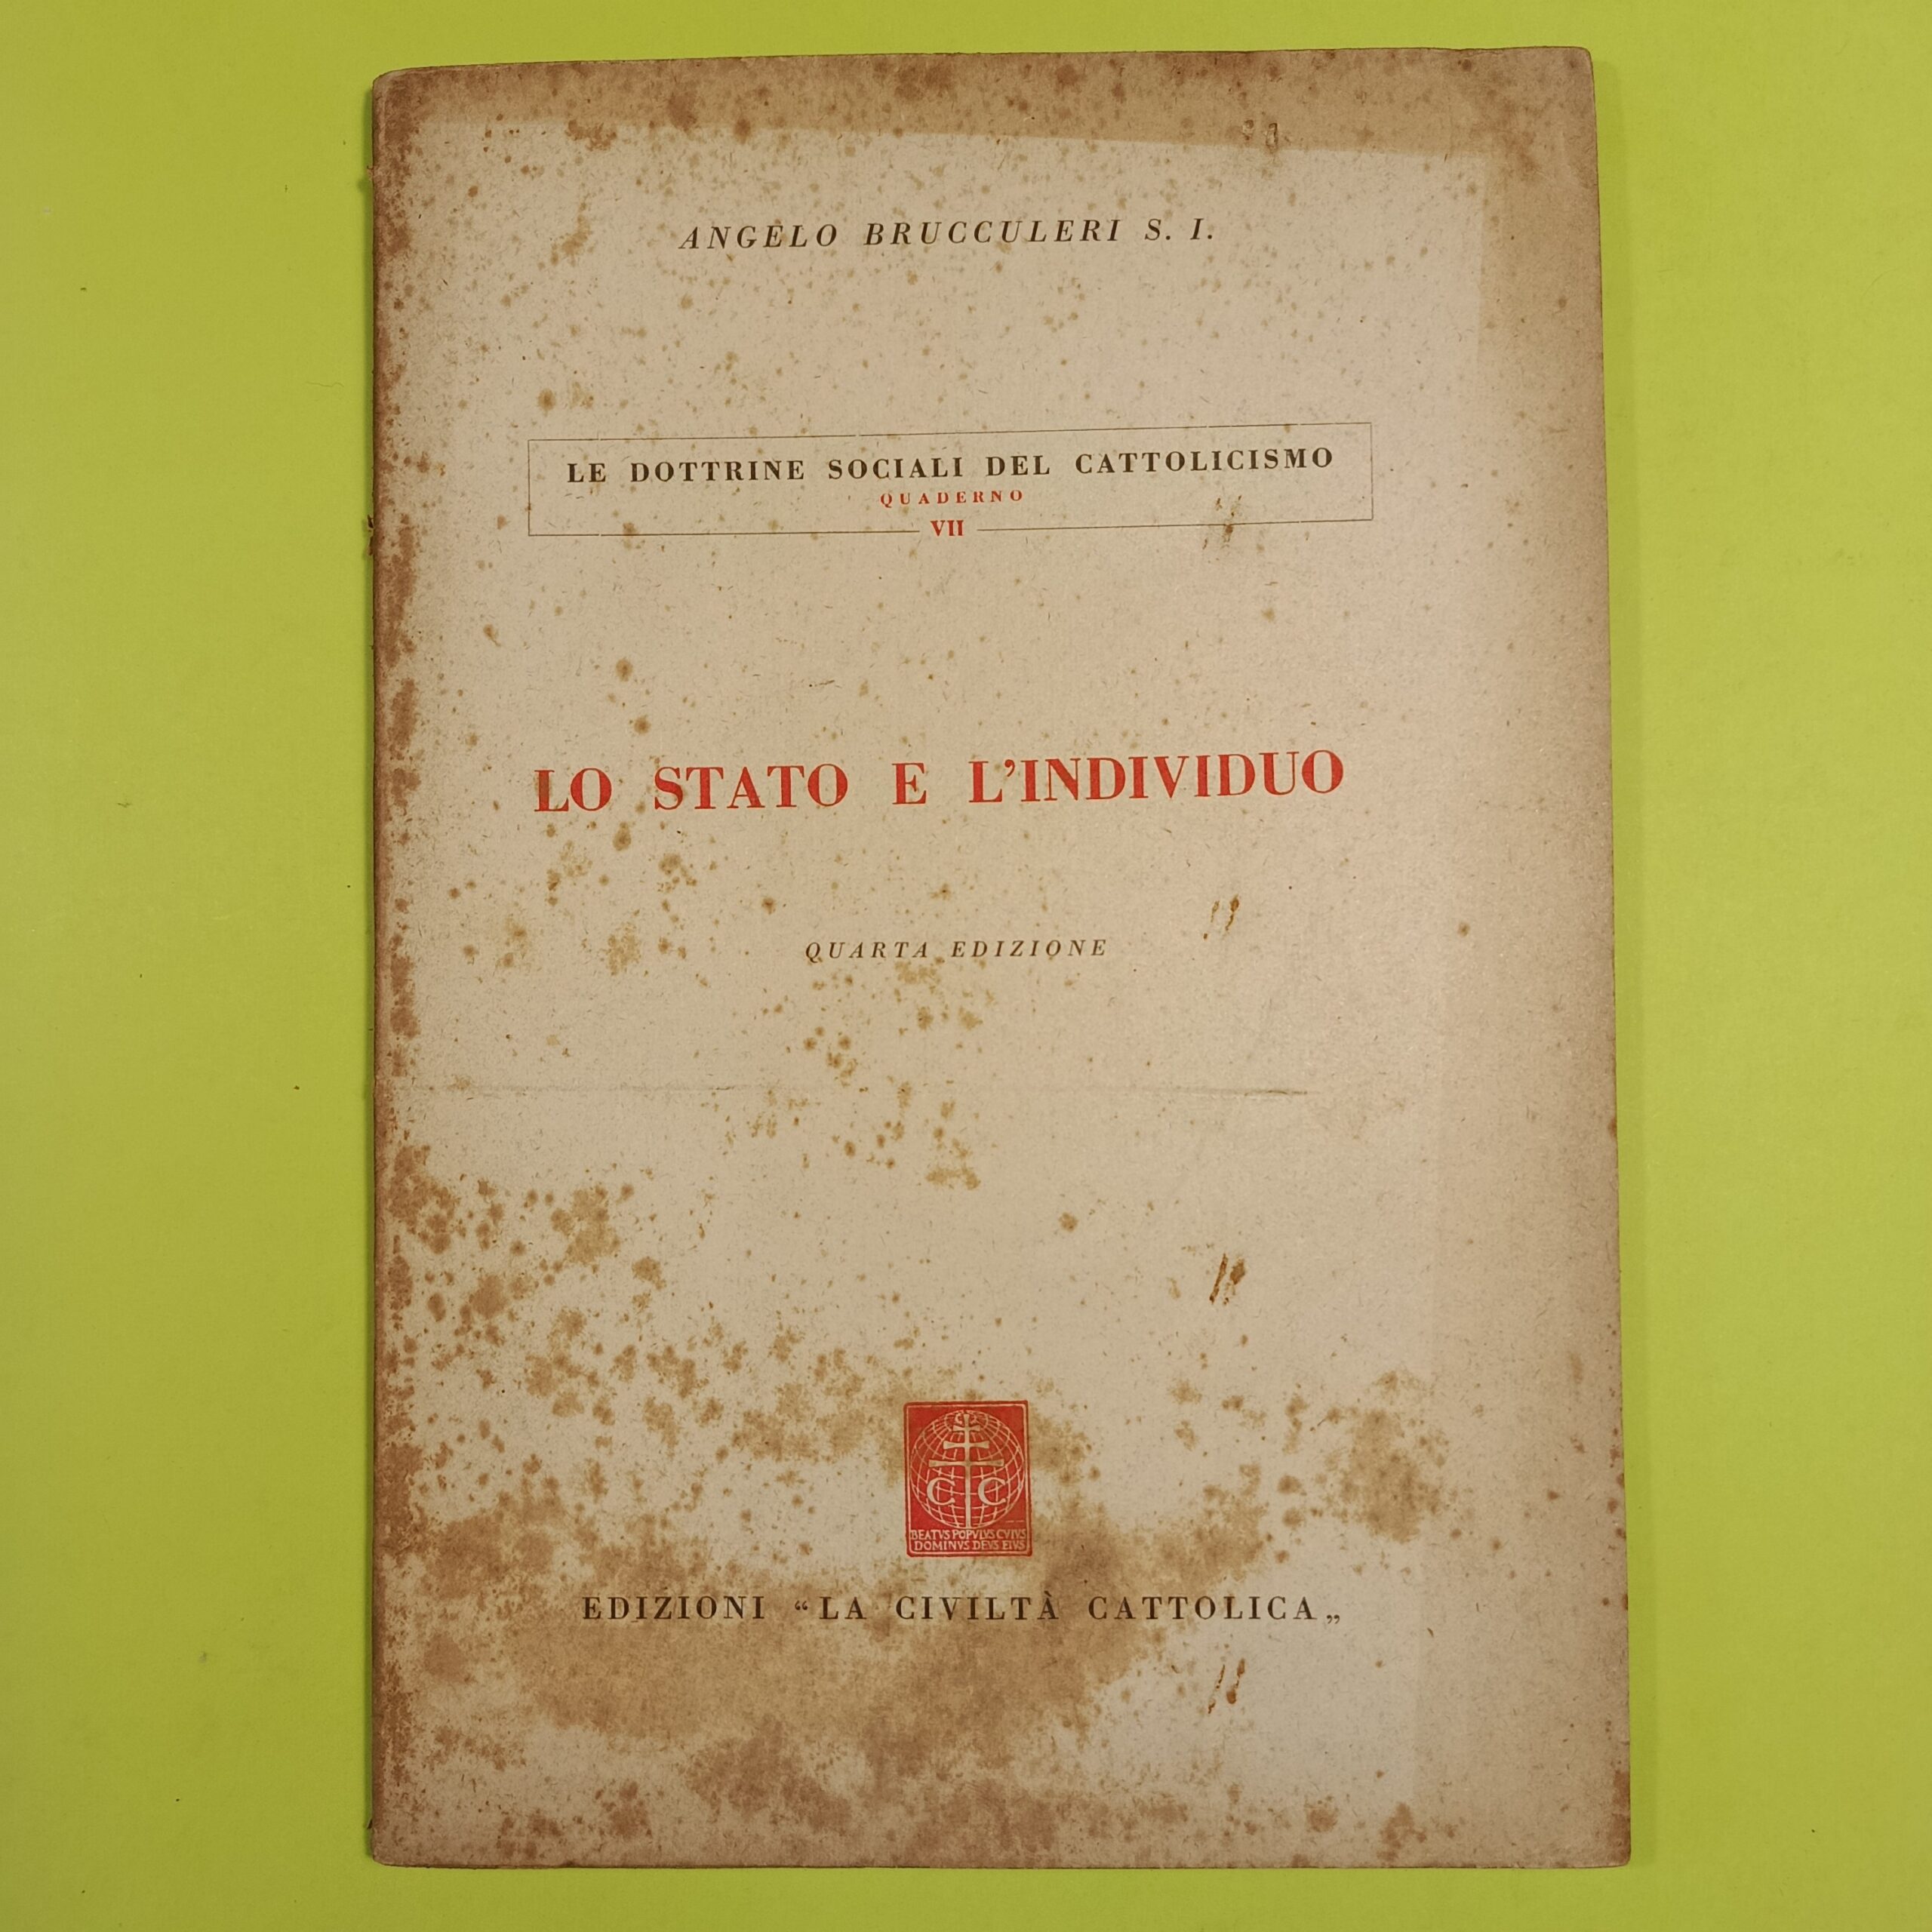 ANGELO BRUCCULERI S. I.
LE DOTTRINE SOCIALI DEL CATTOLICISMO
QUADERNO
VII
LO STATO E L'INDIVIDUO
QUARTA EDIZIONE
C C
BEATVS POPVLVS CVIVS
DOMINVS DEVS EIVS
EDIZIONI “LA CIVILTÀ CATTOLICA„